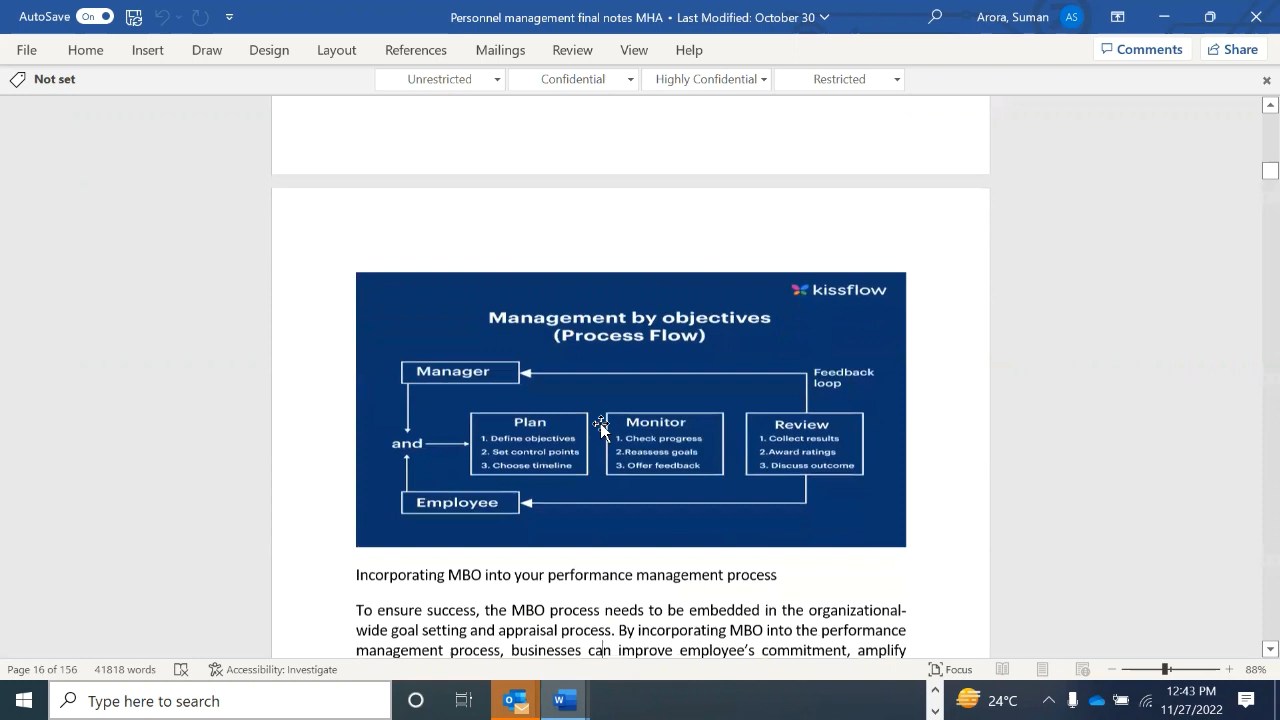 AutoSave On Personnel management final notes MHA • Last Modified: October 30 Arora, Suman AS
File Home Insert Draw Design Layout References Mailings Review View Help Comments Share
Not set Unrestricted Confidential Highly Confidential Restricted
kissflow
Management by objectives
(Process Flow)
Manager
Feedback
loop
and
Plan
1. Define objectives
2. Set control points
3. Choose timeline
Monitor
1. Check progress
2.Reassess goals
3. Offer feedback
Review
1. Collect results
2.Award ratings
3. Discuss outcome
Employee
Incorporating MBO into your performance management process
To ensure success, the MBO process needs to be embedded in the organizational-
wide goal setting and appraisal process. By incorporating MBO into the performance
management process, businesses can improve employee's commitment, amplify
Page 16 of 156 41818 words Accessibility: Investigate Focus 88%
Type here to search 24°C 12:43 PM
11/27/2022